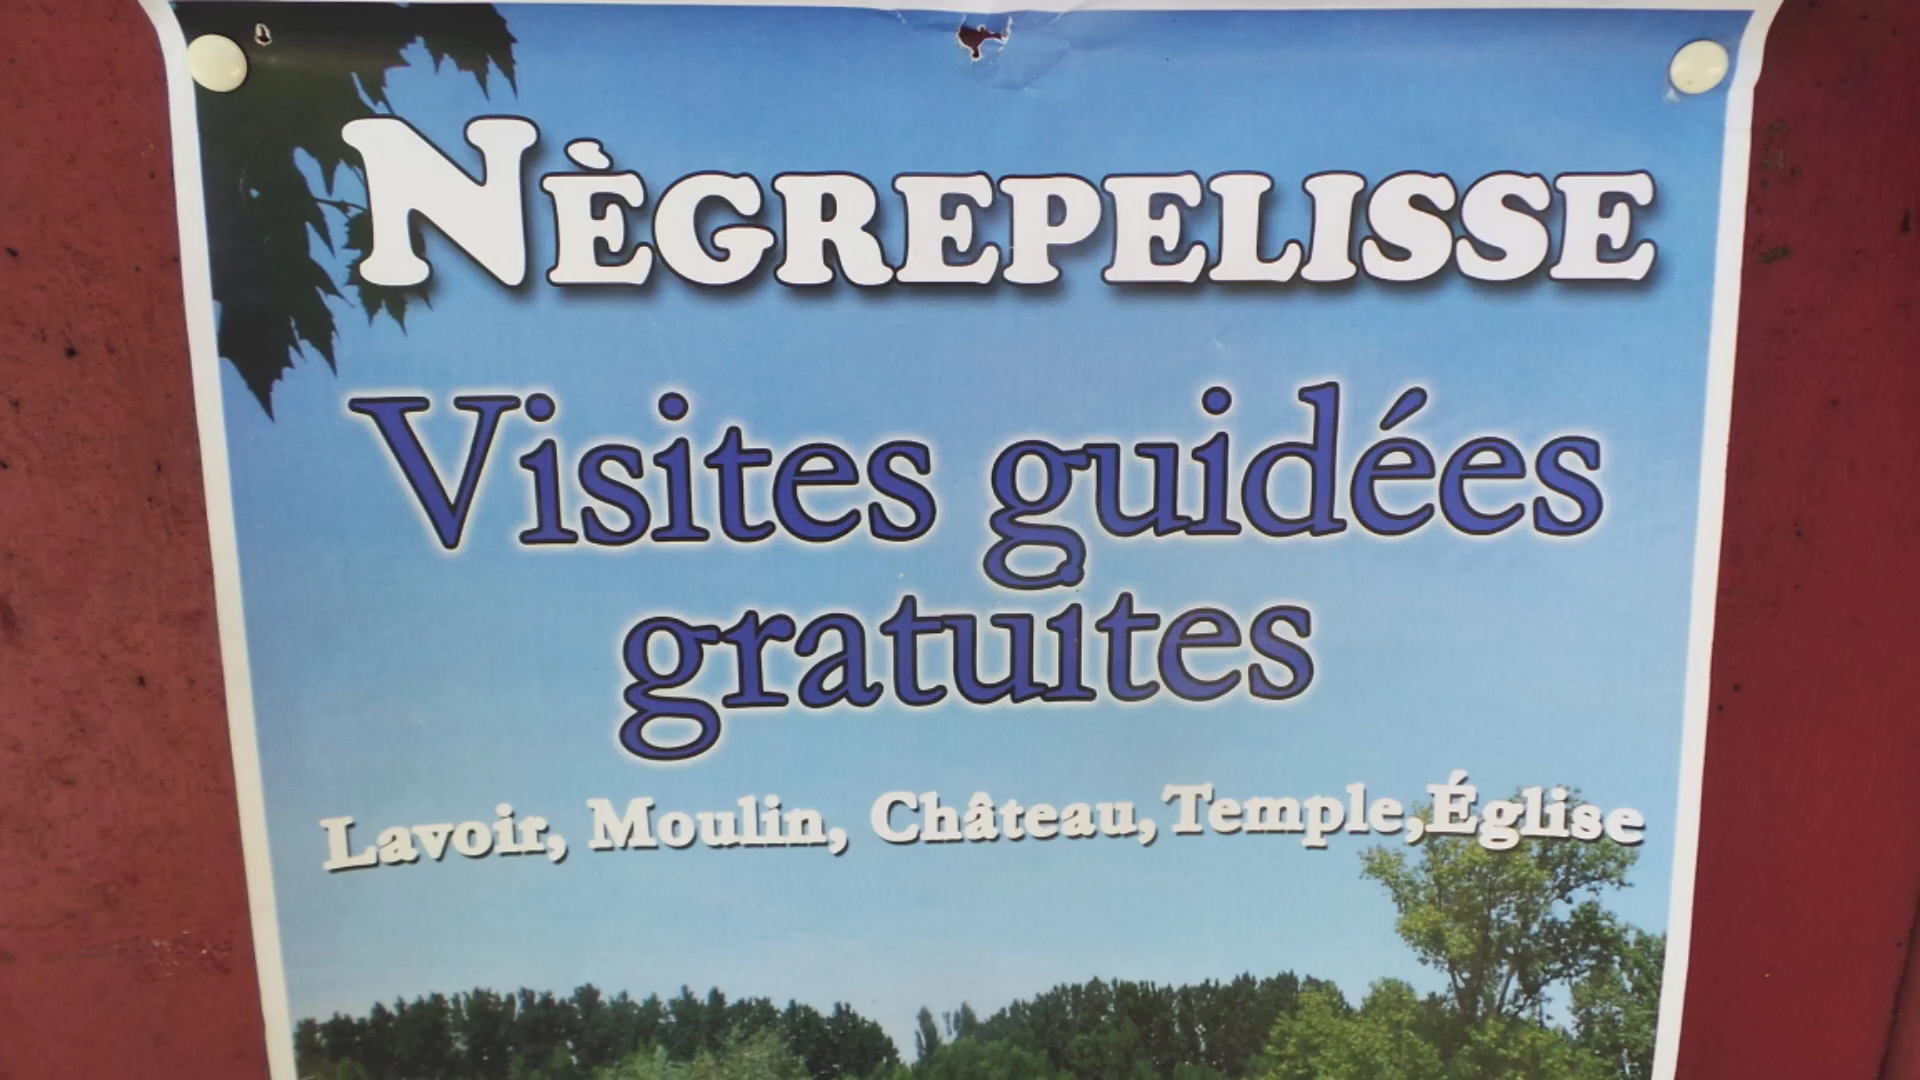 NÈGREPELISSE
Visites guidées
gratuites
Lavoir, Moulin, Château, Temple, Église